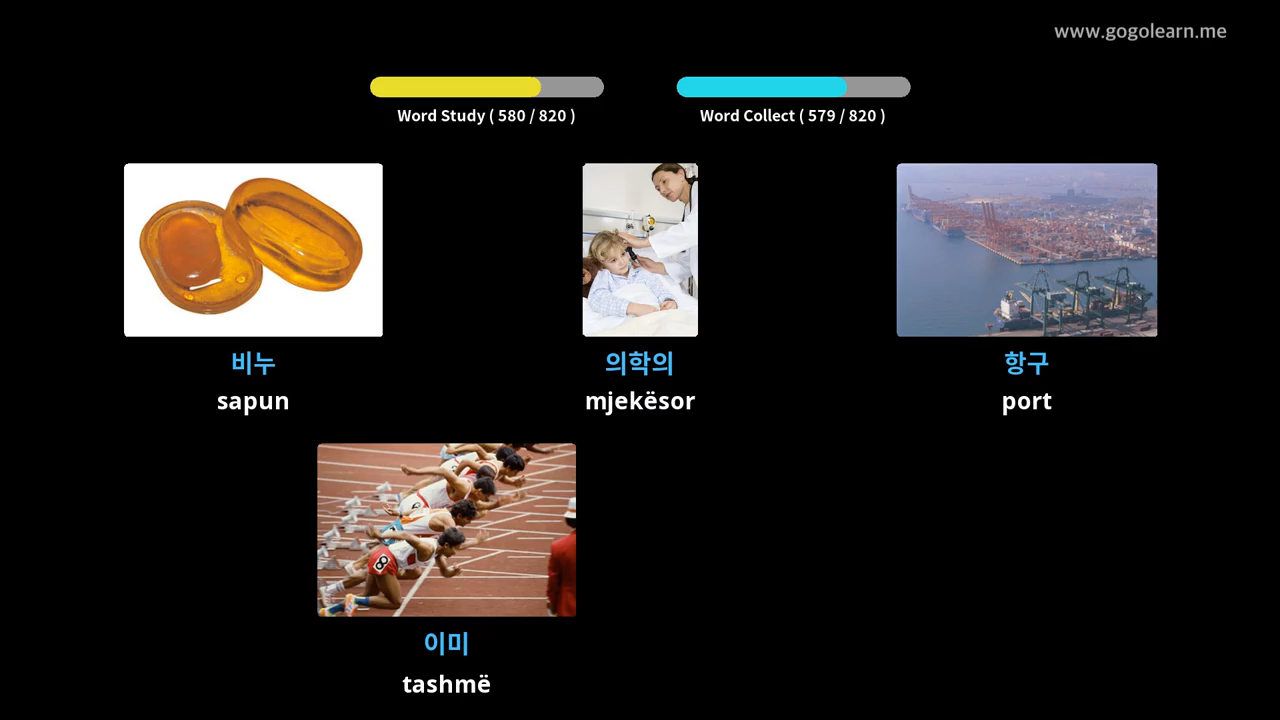 www.gogolearn.me
Word Study ( 580 / 820 )
Word Collect ( 579 / 820 )
비누
sapun
의학의
mjekësor
항구
port
8
이미
tashmë